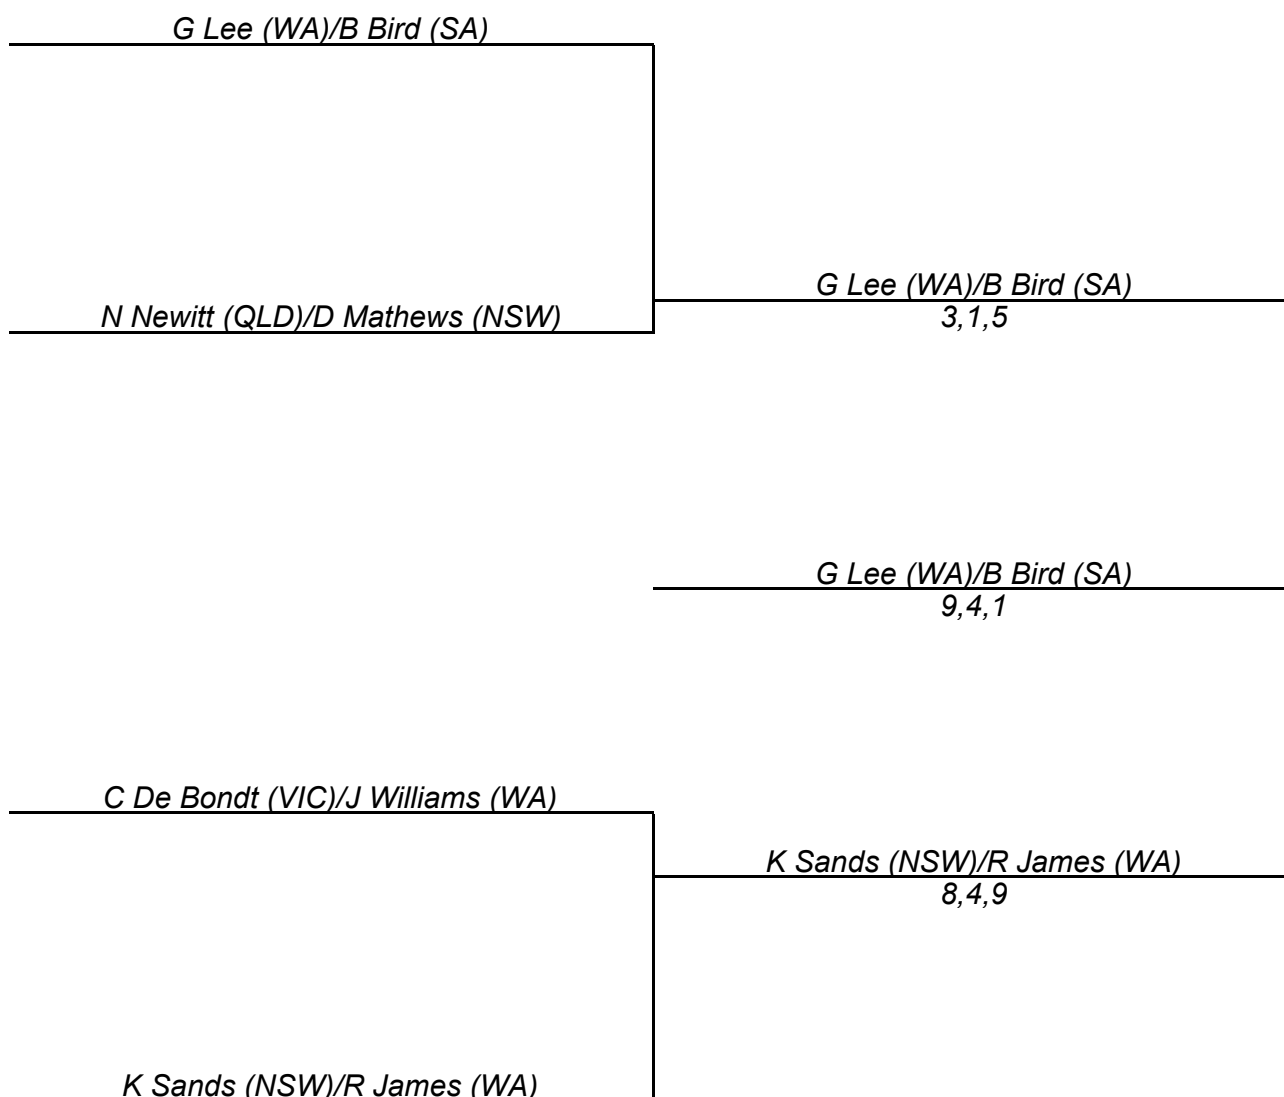 G Lee (WA)/B Bird (SA)
G Lee (WA)/B Bird (SA)
N Newitt (QLD)/D Mathews (NSW)
3,1,5
G Lee (WA)/B Bird (SA)
9,4,1
C De Bondt (VIC)/J Williams (WA)
K Sands (NSW)/R James (WA)
8,4,9
K Sands (NSW)/R James (WA)